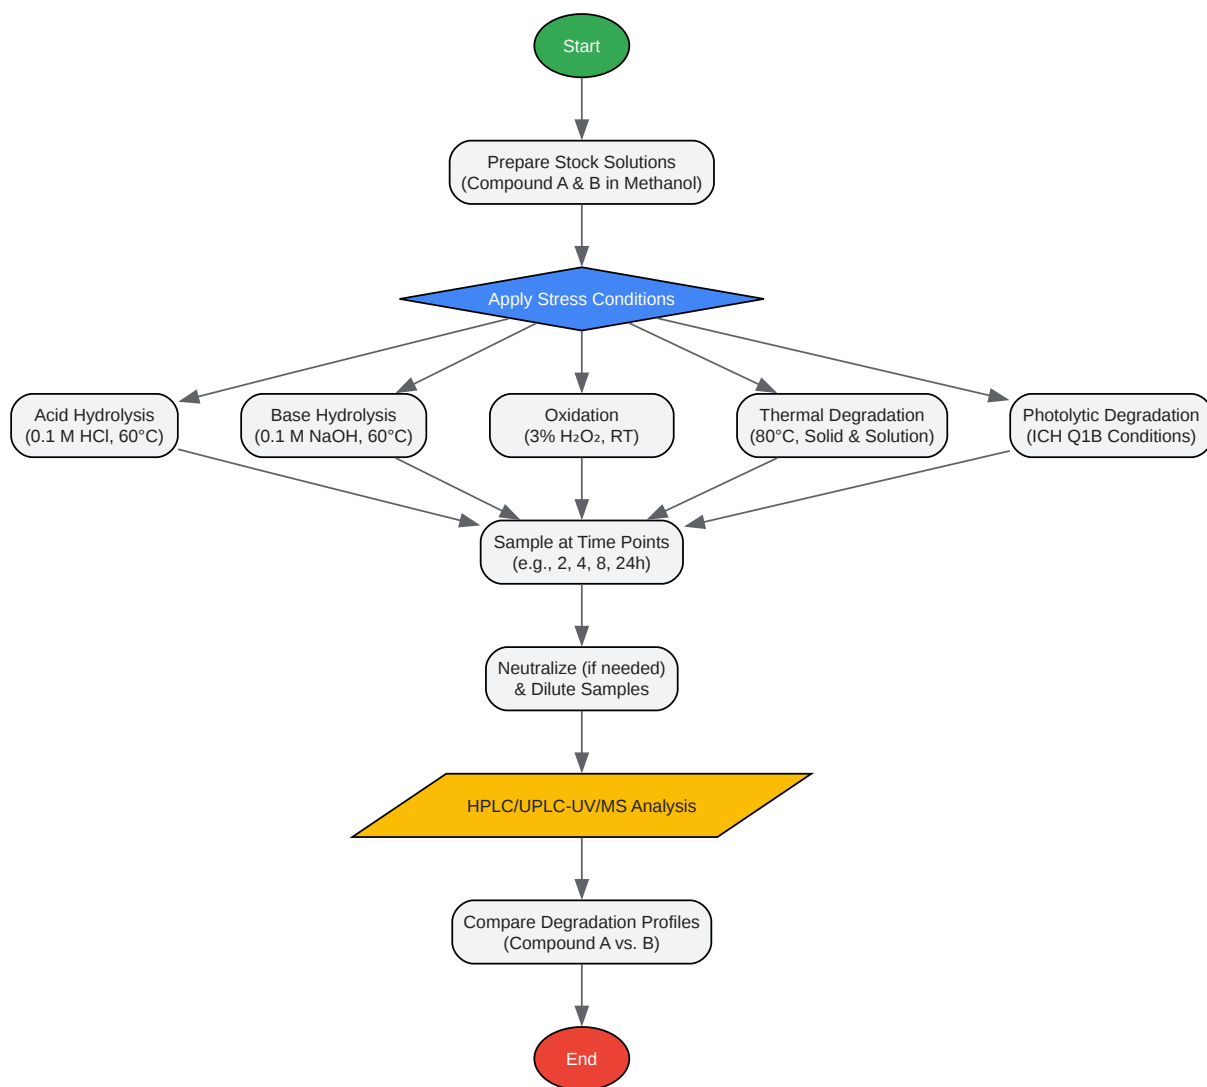 Start
Prepare Stock Solutions
(Compound A & B in Methanol)
Apply Stress Conditions
Acid Hydrolysis
(0.1 M HCl, 60°C)
Base Hydrolysis
(0.1 M NaOH, 60°C)
Oxidation
(3% H₂O₂, RT)
Thermal Degradation
(80°C, Solid & Solution)
Photolytic Degradation
(ICH Q1B Conditions)
Sample at Time Points
(e.g., 2, 4, 8, 24h)
Neutralize (if needed)
& Dilute Samples
HPLC/UPLC-UV/MS Analysis
Compare Degradation Profiles
(Compound A vs. B)
End